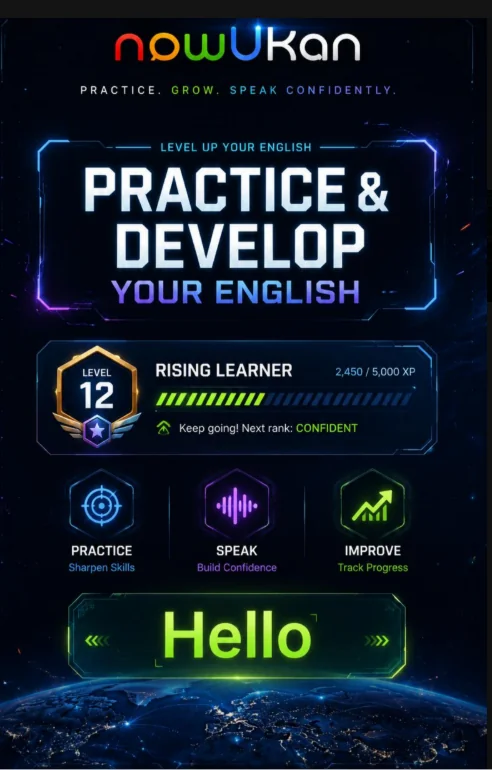 nowUKan
PRACTICE. GROW. SPEAK CONFIDENTLY.
LEVEL UP YOUR ENGLISH
PRACTICE &
DEVELOP
YOUR ENGLISH
LEVEL
12
RISING LEARNER
2,450 / 5,000 XP
Keep going! Next rank: CONFIDENT
PRACTICE
Sharpen Skills
SPEAK
Build Confidence
IMPROVE
Track Progress
Hello